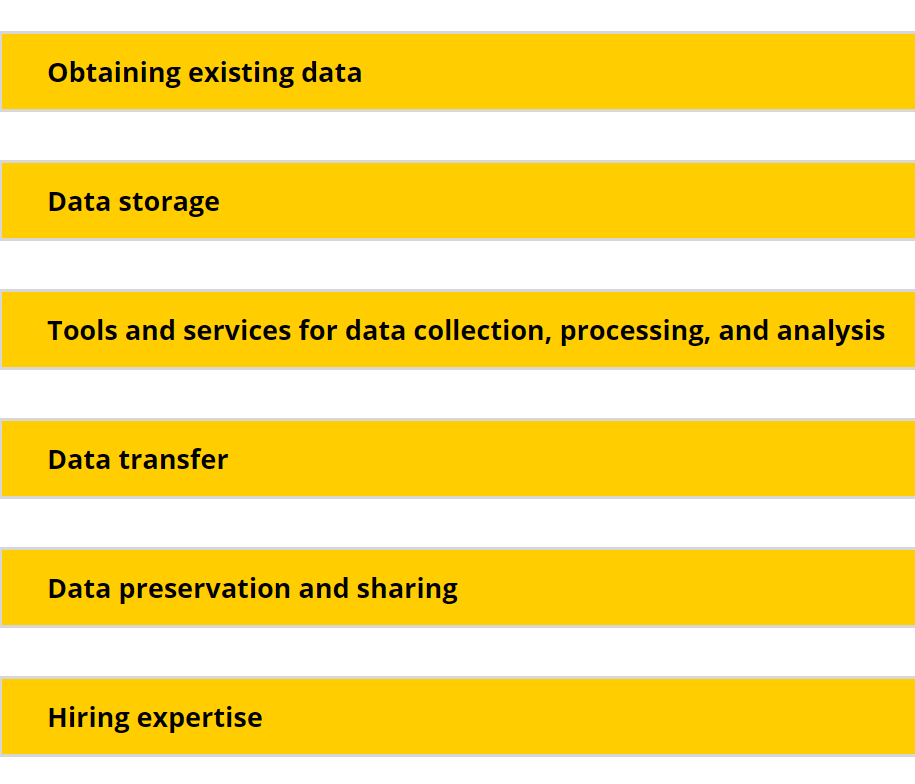 Obtaining existing data
Data storage
Tools and services for data collection, processing, and analysis
Data transfer
Data preservation and sharing
Hiring expertise